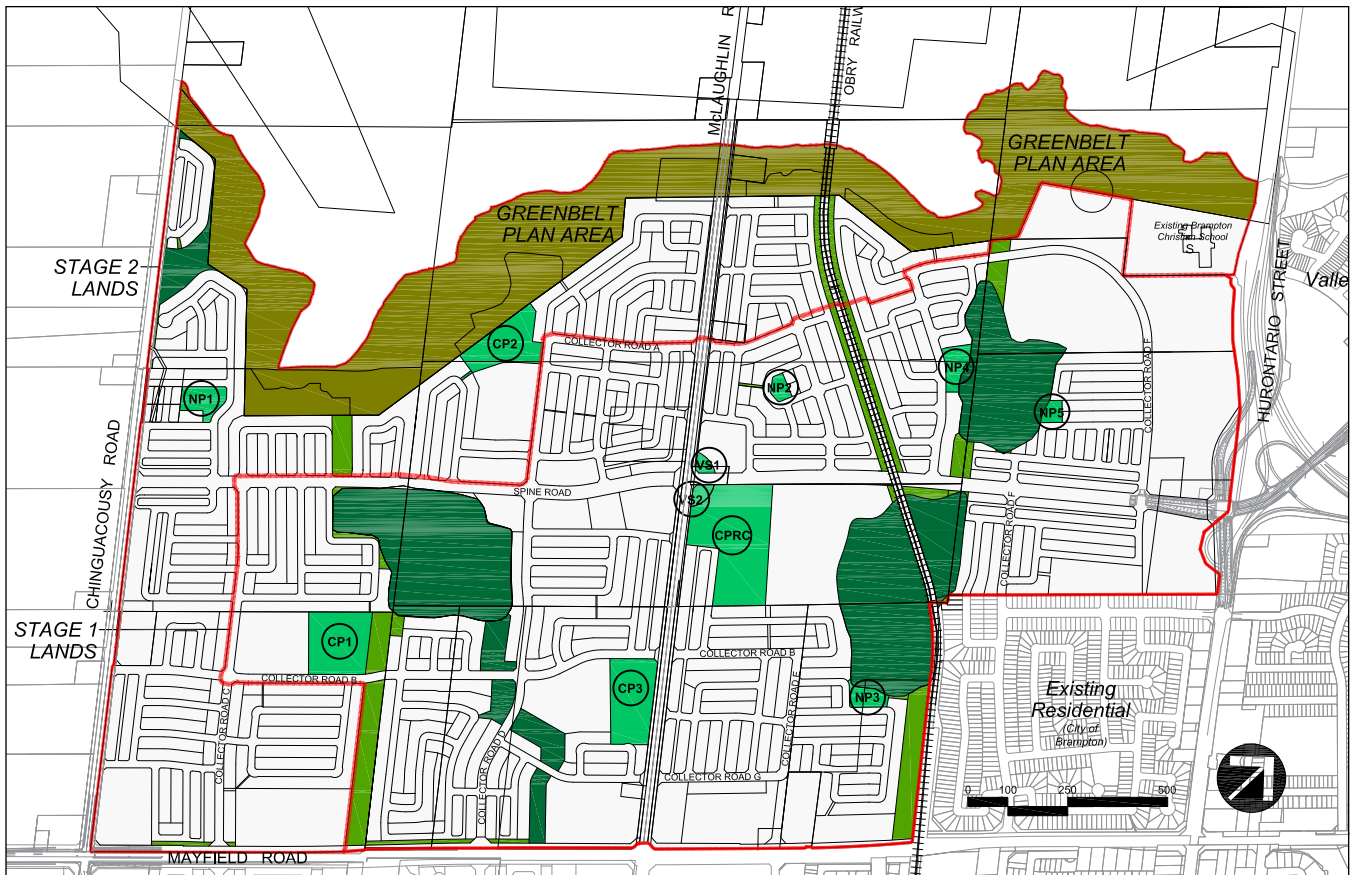 McLAUGHLIN R
OBRY RAILW
GREENBELT
PLAN AREA
GREENBELT
PLAN AREA
Existing Brampton
Christian School
S
HURONTARIO STREET
Valle
STAGE 2
LANDS
CP2
COLLECTOR ROAD A
NP1
NP2
NP4
NP5
COLLECTOR ROAD F
CHINGUACOUSY ROAD
VS1
VS2
SPINE ROAD
CPRC
COLLECTOR ROAD F
STAGE 1
LANDS
CP1
COLLECTOR ROAD B
COLLECTOR ROAD B
CP3
NP3
COLLECTOR ROAD C
COLLECTOR ROAD D
COLLECTOR ROAD E
COLLECTOR ROAD G
Existing
Residential
(City of
Brampton)
0 100 250 500
MAYFIELD ROAD